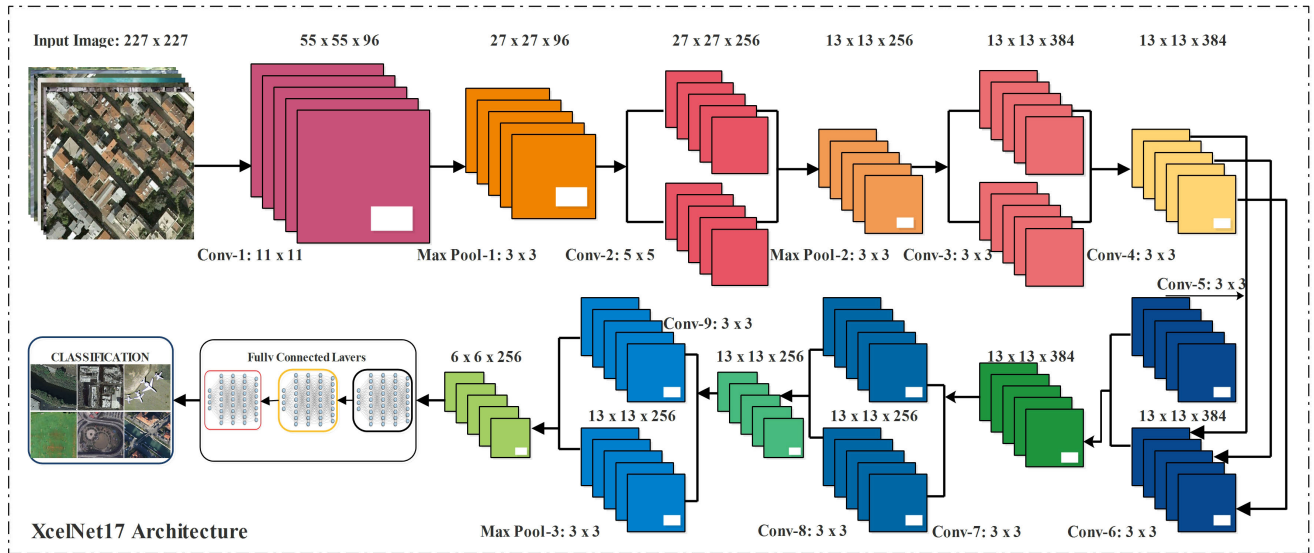 Input Image: 227 x 227
55 x 55 x 96
27 x 27 x 96
27 x 27 x 256
13 x 13 x 256
13 x 13 x 384
13 x 13 x 384
Conv-1: 11 x 11
Max Pool-1: 3 x 3
Conv-2: 5 x 5
Max Pool-2: 3 x 3
Conv-3: 3 x 3
Conv-4: 3 x 3
Conv-5: 3 x 3
CLASSIFICATION
Fully Connected Layers
6 x 6 x 256
Conv-9: 3 x 3
13 x 13 x 256
13 x 13 x 384
13 x 13 x 256
13 x 13 x 256
13 x 13 x 384
XcelNet17 Architecture
Max Pool-3: 3 x 3
Conv-8: 3 x 3
Conv-7: 3 x 3
Conv-6: 3 x 3